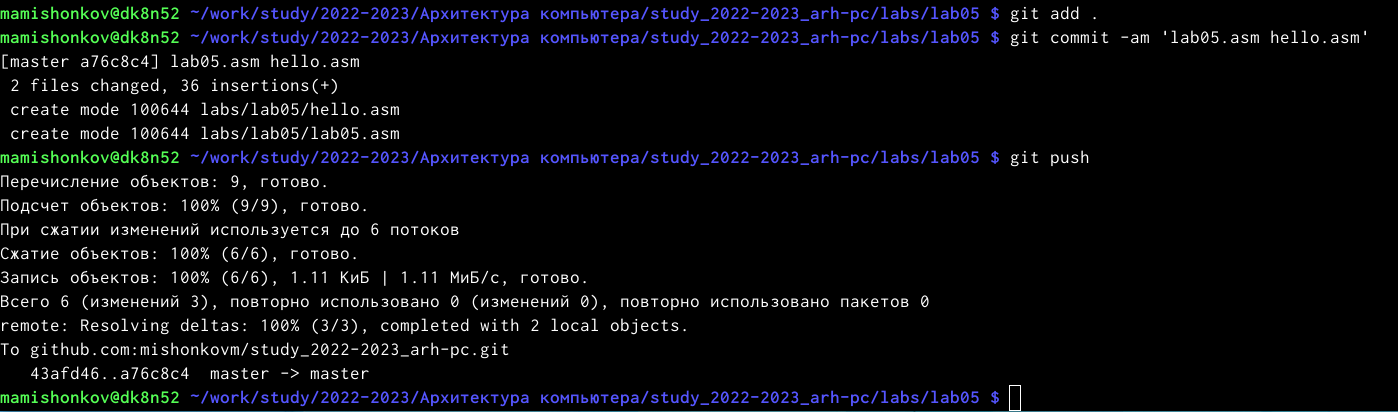 mamishonkov@dk8n52 ~/work/study/2022-2023/Архитектура компьютера/study_2022-2023_arh-pc/labs/lab05 $ git add .
mamishonkov@dk8n52 ~/work/study/2022-2023/Архитектура компьютера/study_2022-2023_arh-pc/labs/lab05 $ git commit -am 'lab05.asm hello.asm'
[master a76c8c4] lab05.asm hello.asm
 2 files changed, 36 insertions(+)
 create mode 100644 labs/lab05/hello.asm
 create mode 100644 labs/lab05/lab05.asm
mamishonkov@dk8n52 ~/work/study/2022-2023/Архитектура компьютера/study_2022-2023_arh-pc/labs/lab05 $ git push
Перечисление объектов: 9, готово.
Подсчет объектов: 100% (9/9), готово.
При сжатии изменений используется до 6 потоков
Сжатие объектов: 100% (6/6), готово.
Запись объектов: 100% (6/6), 1.11 КиБ | 1.11 МиБ/с, готово.
Всего 6 (изменений 3), повторно использовано 0 (изменений 0), повторно использовано пакетов 0
remote: Resolving deltas: 100% (3/3), completed with 2 local objects.
To github.com:mishonkovm/study_2022-2023_arh-pc.git
   43afd46..a76c8c4  master -> master
mamishonkov@dk8n52 ~/work/study/2022-2023/Архитектура компьютера/study_2022-2023_arh-pc/labs/lab05 $